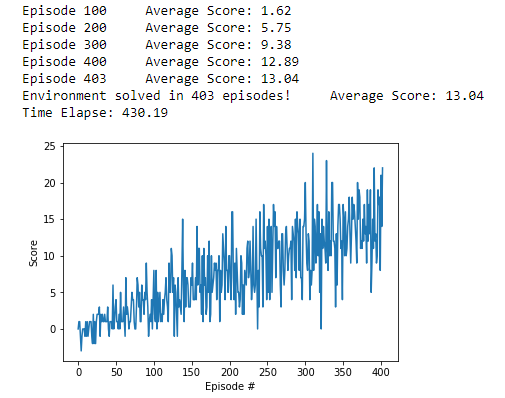 Episode 100 Average Score: 1.62
Episode 200 Average Score: 5.75
Episode 300 Average Score: 9.38
Episode 400 Average Score: 12.89
Episode 403 Average Score: 13.04
Environment solved in 403 episodes! Average Score: 13.04
Time Elapse: 430.19
25
20
15
10
5
0
Score
0 50 100 150 200 250 300 350 400
Episode #